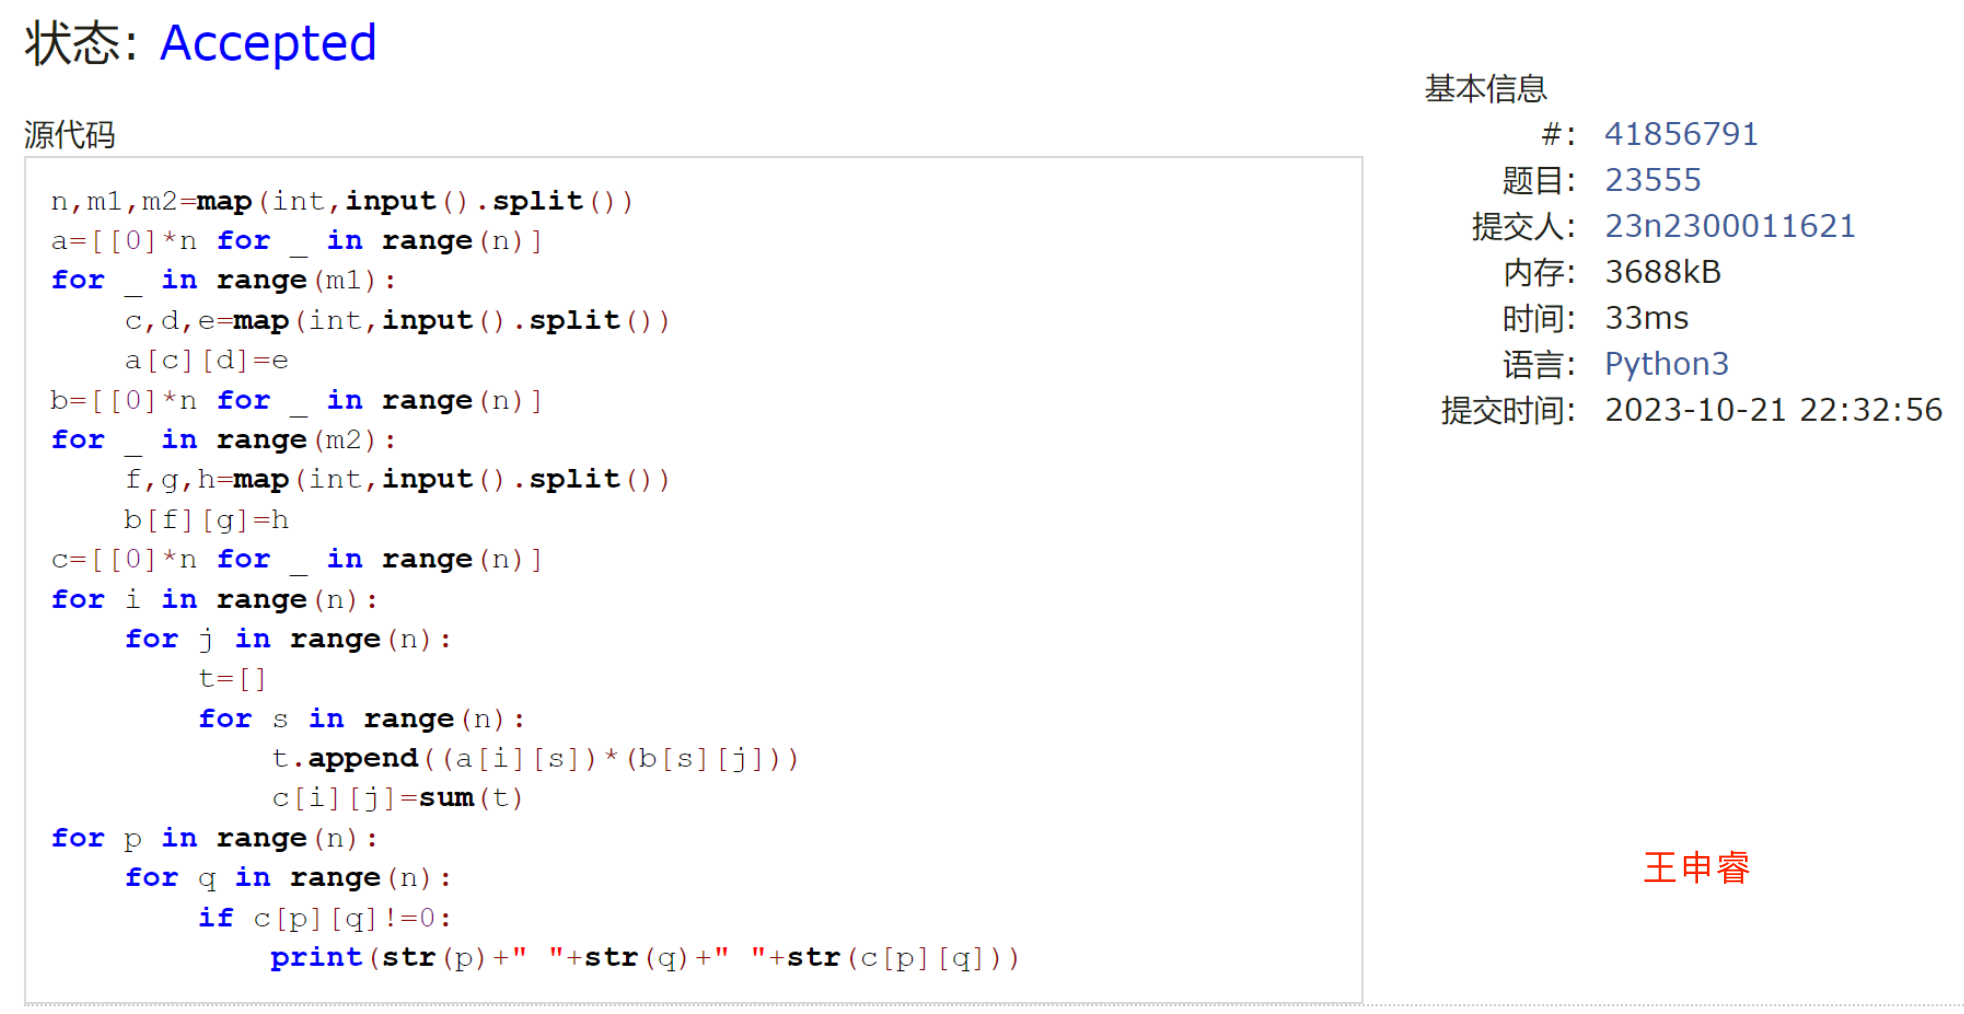 状态: Accepted
源代码
n,m1,m2=map(int,input().split())
a=[[0]*n for _ in range(n)]
for _ in range(m1):
    c,d,e=map(int,input().split())
    a[c][d]=e
b=[[0]*n for _ in range(n)]
for _ in range(m2):
    f,g,h=map(int,input().split())
    b[f][g]=h
c=[[0]*n for _ in range(n)]
for i in range(n):
    for j in range(n):
        t=[]
        for s in range(n):
            t.append((a[i][s])*(b[s][j]))
            c[i][j]=sum(t)
for p in range(n):
    for q in range(n):
        if c[p][q]!=0:
            print(str(p)+" "+str(q)+" "+str(c[p][q]))
基本信息
#: 41856791
题目: 23555
提交人: 23n2300011621
内存: 3688kB
时间: 33ms
语言: Python3
提交时间: 2023-10-21 22:32:56
王申睿